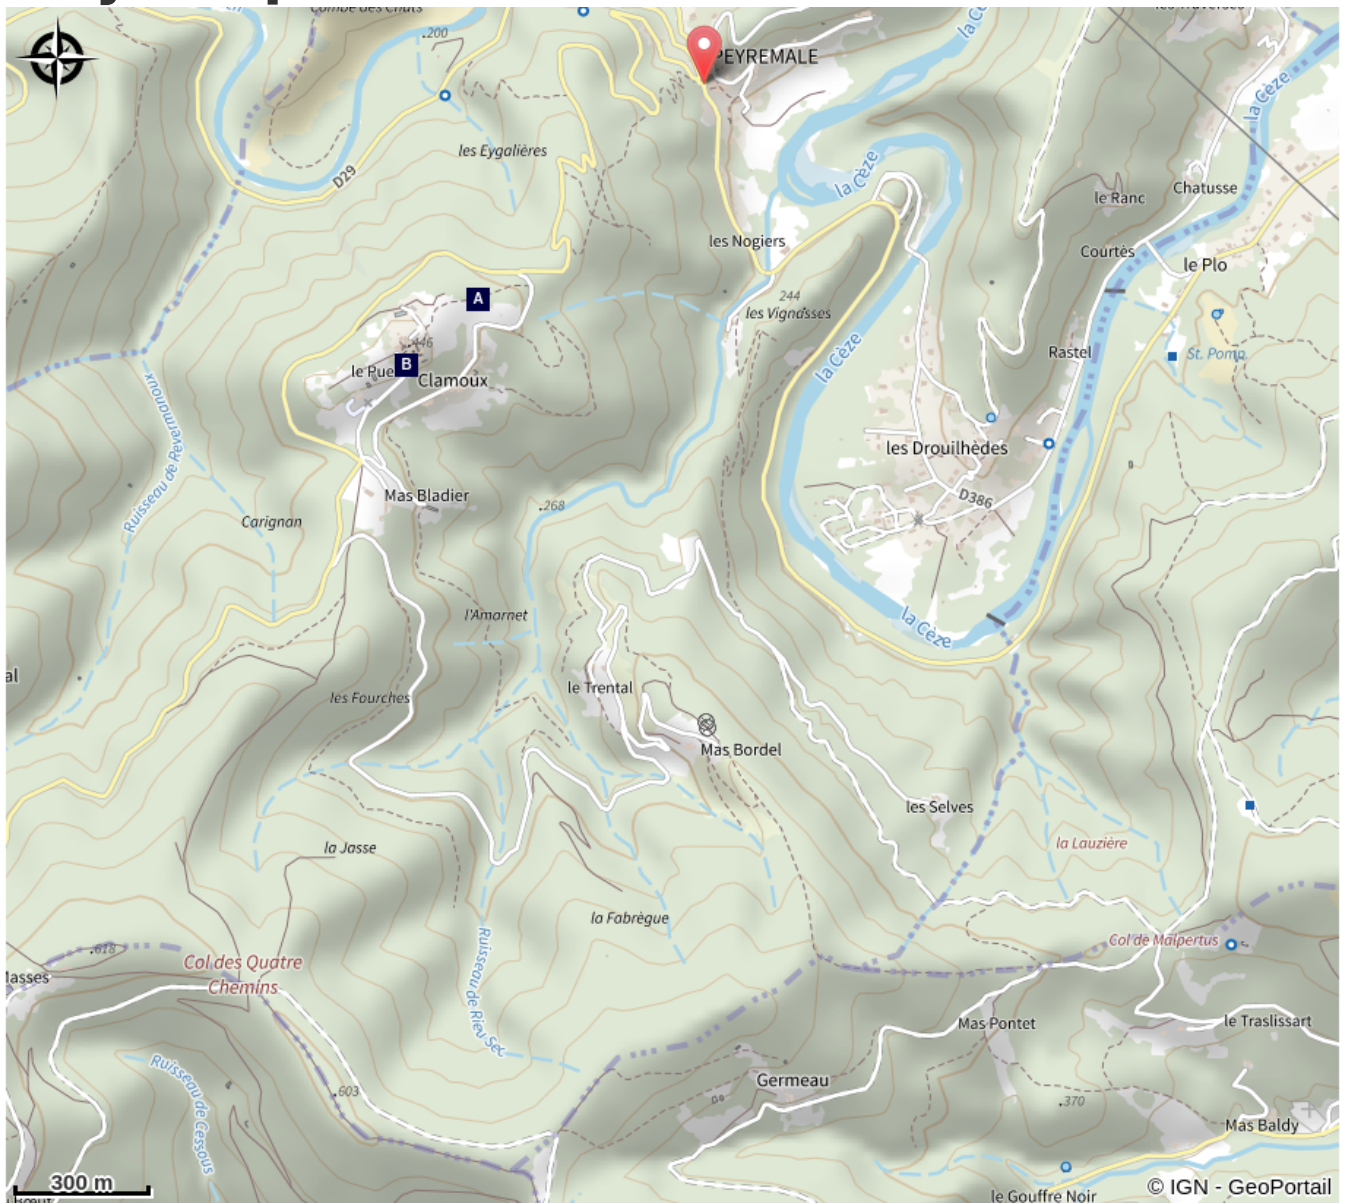 .200
PEYREMALE
la Cèze
les Eygalières
D29
la Cèze
la Cèze
le Ranc
Chatusse
les Nogiers
Courtès
le Plo
A
244
les Vignasses
.446
B
Clamoux
la Cèze
Rastel
St. Pomp
Ruisseau de Revermanoux
les Drouilhèdes
D386
Mas Bladier
.268
Carignan
l'Amarnet
la Cèze
les Fourches
le Trental
Mas Bordel
les Selves
la Jasse
la Lauzière
la Fabrègue
.618
Col de Malpertus
Col des Quatre
Chemins
Ruisseau de Rieu Sec
Mas Pontet
le Traslissart
Ruisseau de Cessous
Germeau
.603
.370
Mas Baldy
300 m
le Gouffre Noir
© IGN - GeoPortail